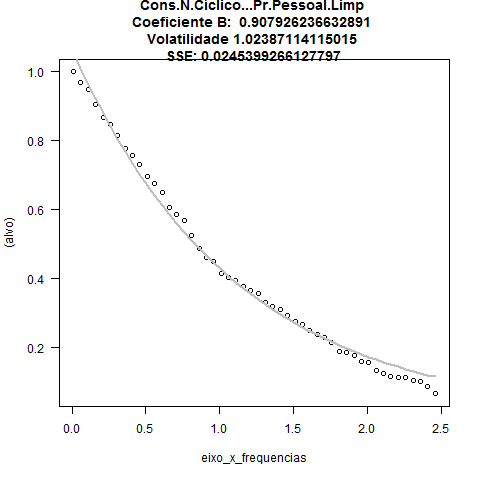 Cons.N.Ciclico...Pr.Pessoal.Limp
Coeficiente B:  0.907926236632891
Volatilidade 1.02387114115015
SSE: 0.0245399266127797
1.0
0.8
0.6
0.4
0.2
(alvo)
0.0 0.5 1.0 1.5 2.0 2.5
eixo_x_frequencias